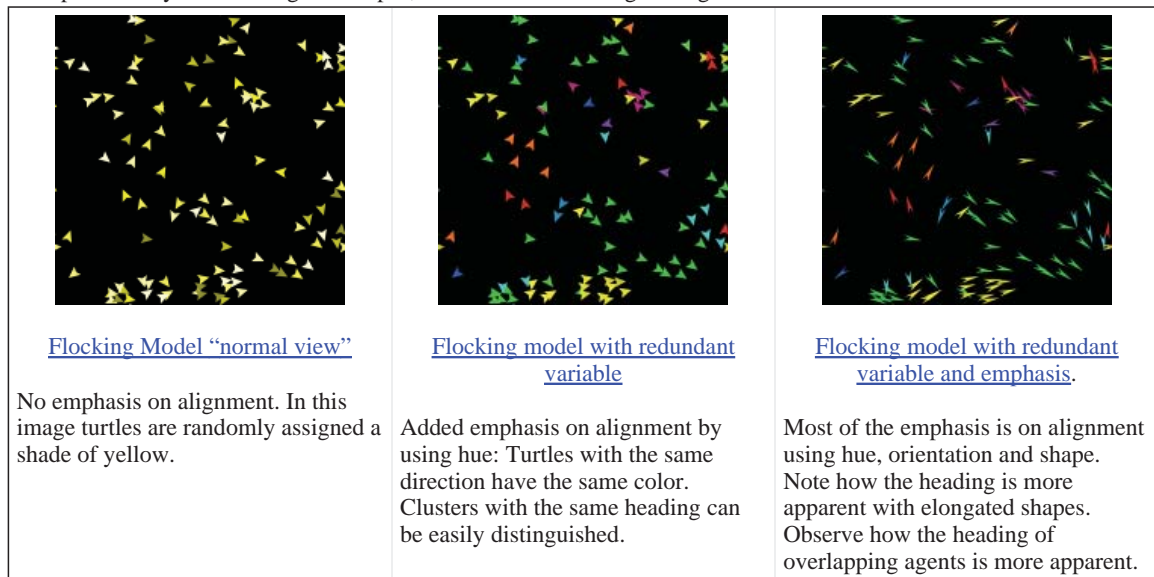 Flocking Model “normal view”
No emphasis on alignment. In this
image turtles are randomly assigned a
shade of yellow.
Flocking model with redundant
variable
Added emphasis on alignment by
using hue: Turtles with the same
direction have the same color.
Clusters with the same heading can
be easily distinguished.
Flocking model with redundant
variable and emphasis.
Most of the emphasis is on alignment
using hue, orientation and shape.
Note how the heading is more
apparent with elongated shapes.
Observe how the heading of
overlapping agents is more apparent.